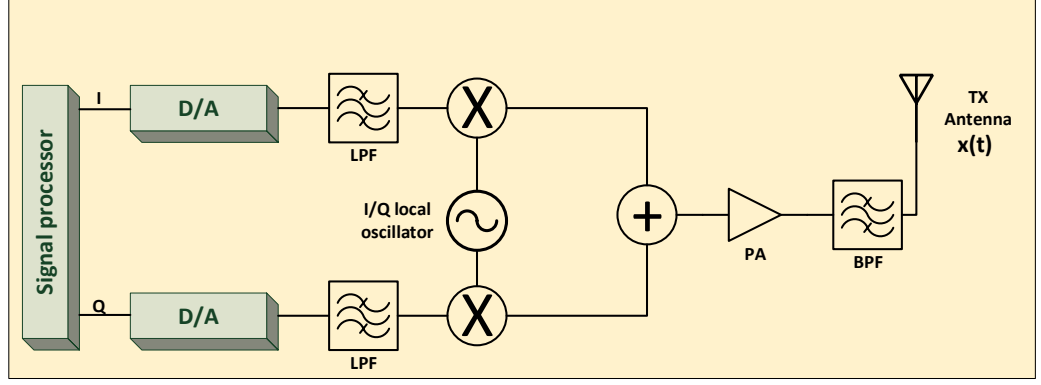 Signal processor
I
D/A
LPF
I/Q local
oscillator
Q
D/A
LPF
X
X
+
PA
BPF
TX
Antenna
x(t)